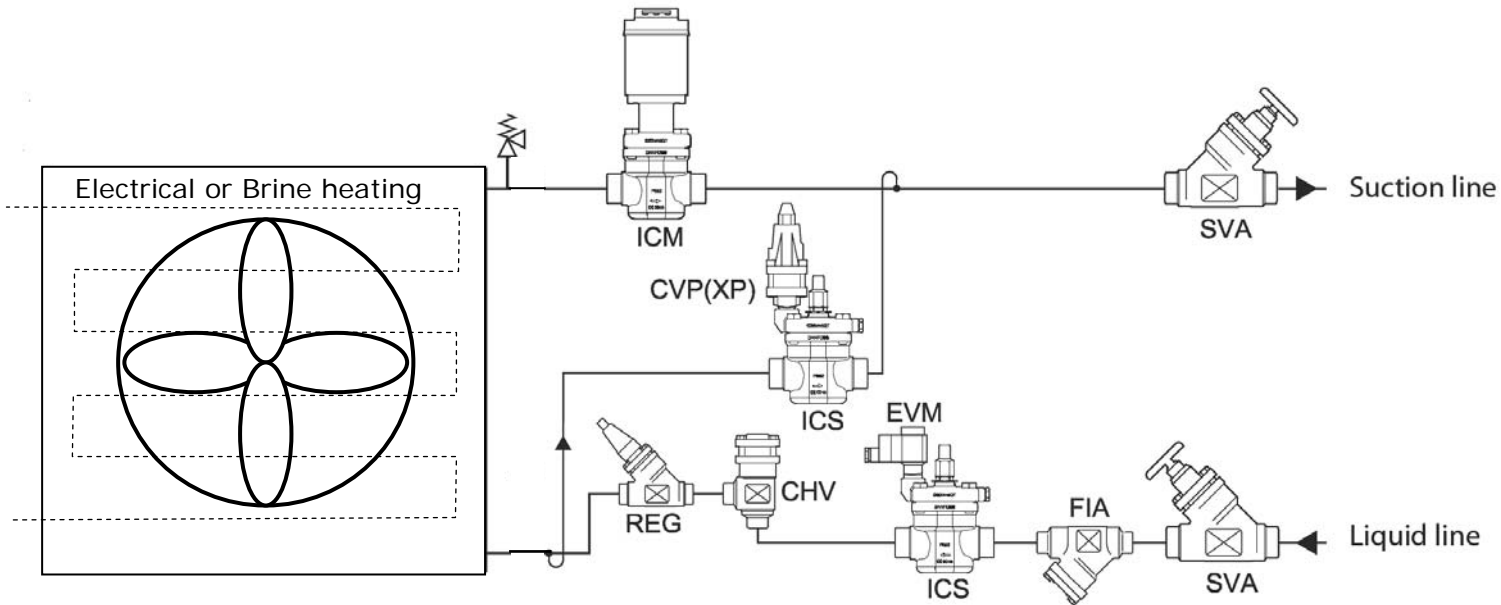 Electrical or Brine heating
ICM
SVA
Suction line
CVP(XP)
ICS
EVM
REG
CHV
ICS
FIA
SVA
Liquid line